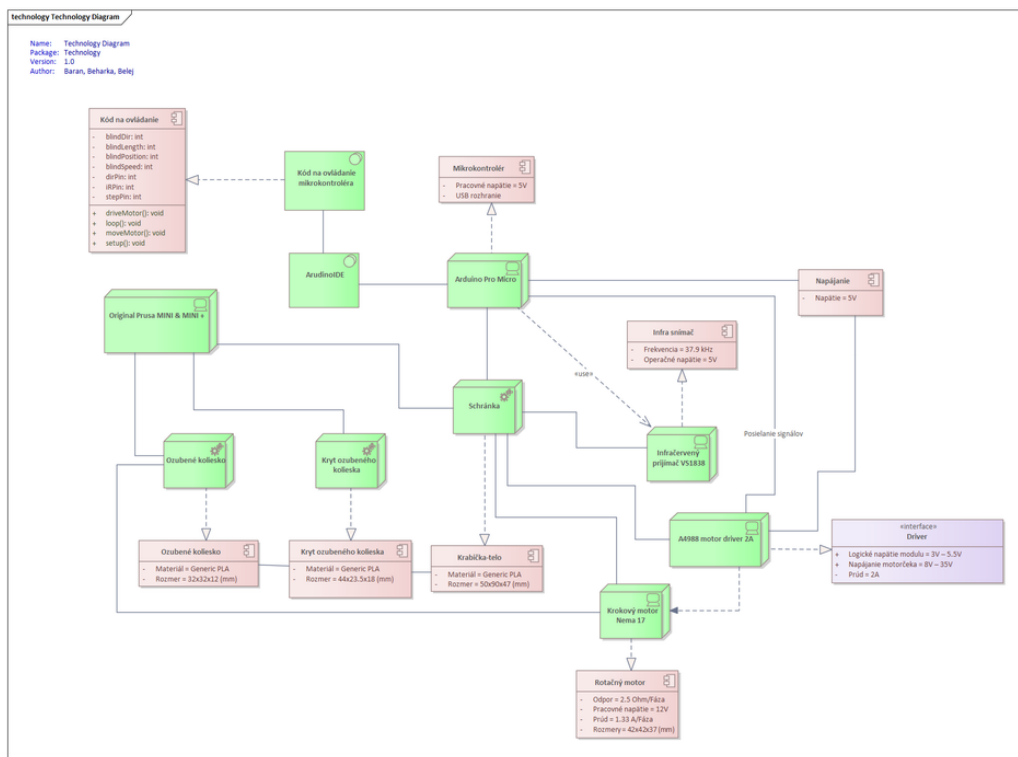 technology Technology Diagram
Name: Technology Diagram
Package: Technology
Version: 1.0
Author: Baran, Beharka, Belej
Kód na ovládanie
- blindDir: int
- blindLength: int
- blindPosition: int
- blindSpeed: int
- dirPin: int
- iRPin: int
- stepPin: int
+ driveMotor(): void
+ loop(): void
+ moveMotor(): void
+ setup(): void
Kód na ovládanie
mikrokontroléra
Mikrokontrolér
- Pracovné napätie = 5V
- USB rozhranie
ArudinoIDE
Arduino Pro Micro
Napájanie
- Napätie = 5V
Original Prusa MINI & MINI +
Infra snímač
- Frekvencia = 37.9 kHz
- Operačné napätie = 5V
«use»
Schránka
Posielanie signálov
Ozubené koliesko
Kryt ozubeného
kolieska
Infračervený
prijímač VS1838
A4988 motor driver 2A
«interface»
Driver
+ Logické napätie modulu = 3V – 5.5V
+ Napájanie motorčeka = 8V – 35V
- Prúd = 2A
Ozubené koliesko
- Materiál = Generic PLA
- Rozmer = 32x32x12 (mm)
Kryt ozubeného kolieska
- Materiál = Generic PLA
- Rozmer = 44x23.5x18 (mm)
Krabička-telo
- Materiál = Generic PLA
- Rozmer = 50x90x47 (mm)
Krokový motor
Nema 17
Rotačný motor
- Odpor = 2.5 Ohm/Fáza
- Pracovné napätie = 12V
- Prúd = 1.33 A/Fáza
- Rozmery = 42x42x37 (mm)